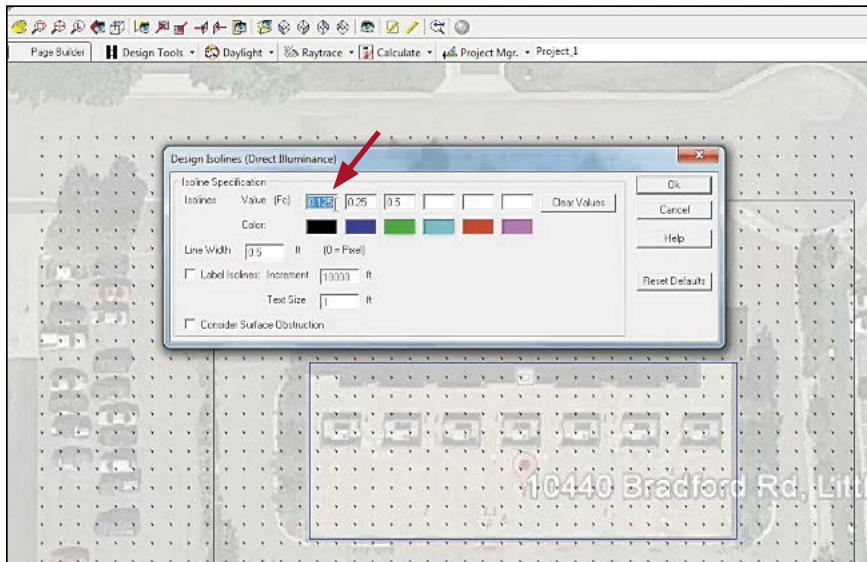 Page Builder Design Tools Daylight Raytrace Calculate Project Mgr. Project_1
Design Isolines (Direct Illuminance)
Isoline Specification
Isolines Value (Fc) 0.125 0.25 0.5 Clear Values
Color:
Line Width 0.5 ft (0 = Pixel)
Label Isolines: Increment 10000 ft
Text Size 1 ft
Consider Surface Obstruction
Ok
Cancel
Help
Reset Defaults
10440 Bradford Rd, Litt